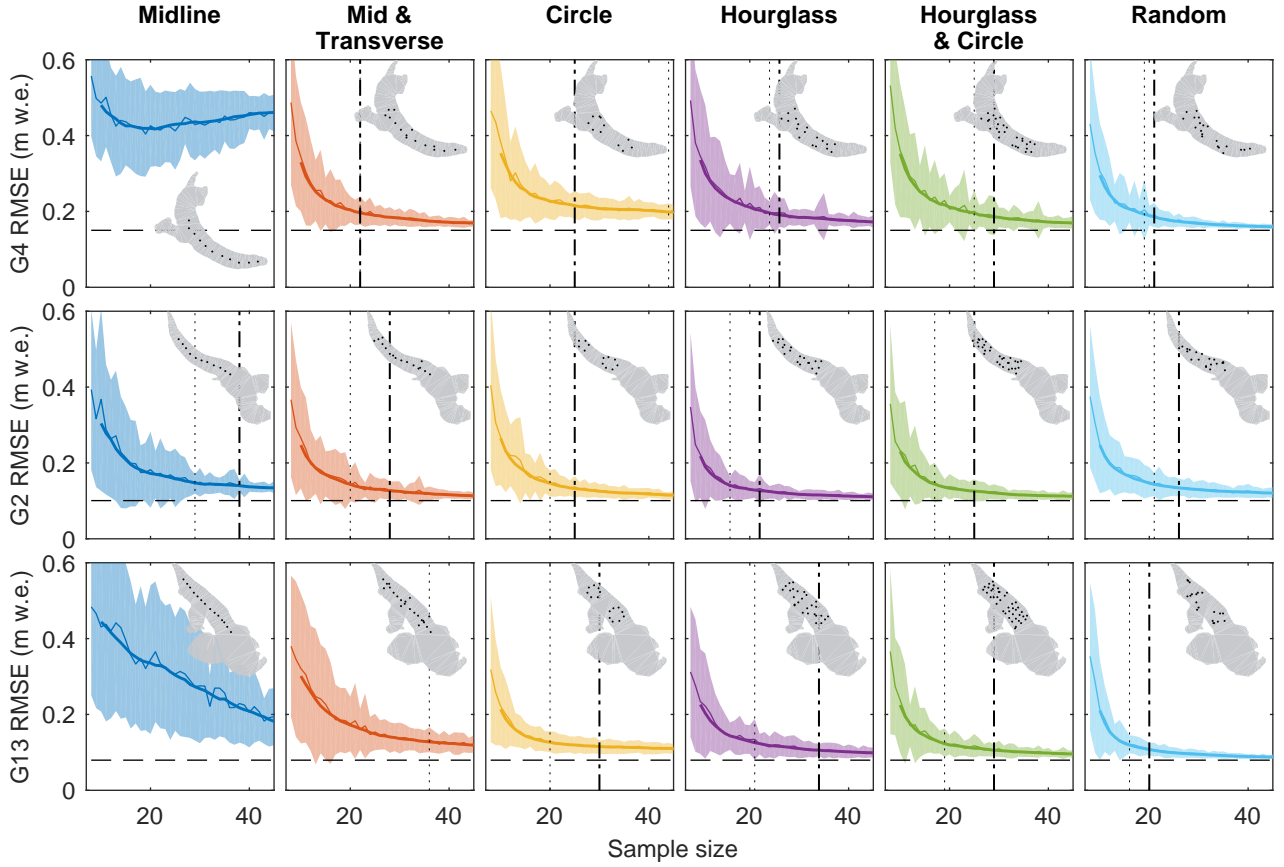 Midline
Mid &
Transverse
Circle
Hourglass
Hourglass
& Circle
Random
G4 RMSE (m w.e.)
0.6
0.4
0.2
0
G2 RMSE (m w.e.)
0.6
0.4
0.2
0
G13 RMSE (m w.e.)
0.6
0.4
0.2
0
20 40 20 40 20 40 20 40 20 40 20 40
Sample size